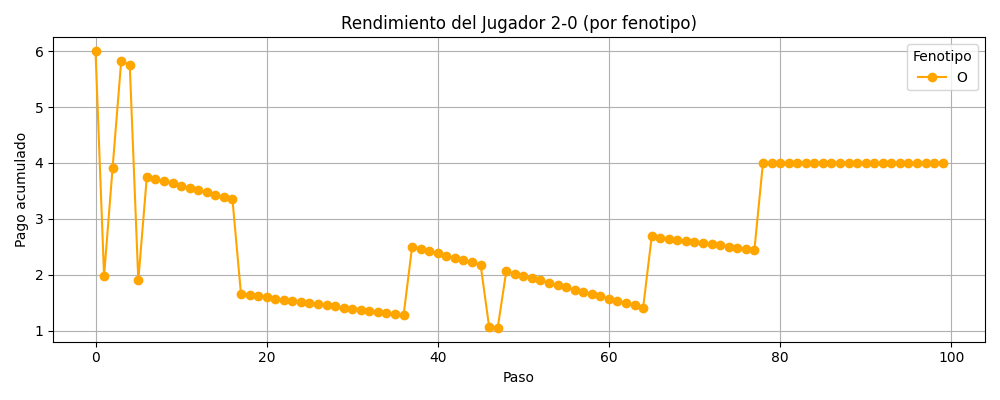 Rendimiento del Jugador 2-0 (por fenotipo)
Pago acumulado
6
5
4
3
2
1
0
20
40
60
80
100
Paso
Fenotipo
O